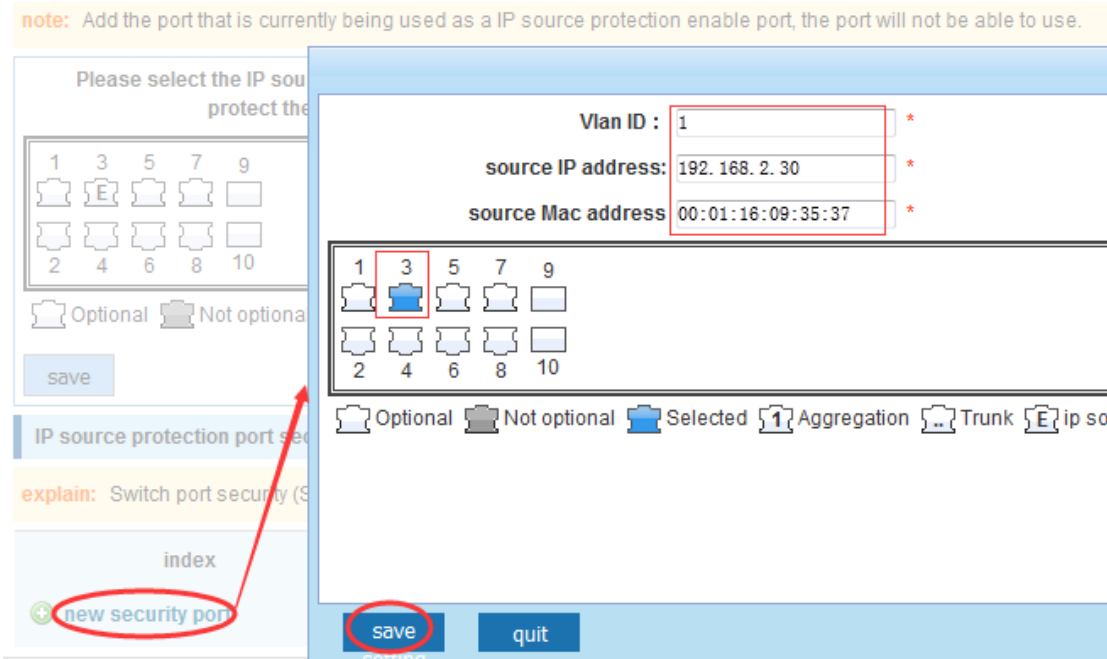 note: Add the port that is currently being used as a IP source protection enable port, the port will not be able to use.
Please select the IP sou
protect the
1 3 5 7 9
E
2 4 6 8 10
Optional Not optiona
save
IP source protection port sec
explain: Switch port security (S
index
new security port
Vlan ID : 1 *
source IP address: 192. 168. 2. 30 *
source Mac address 00:01:16:09:35:37 *
1 3 5 7 9
2 4 6 8 10
Optional Not optional Selected 1 Aggregation .. Trunk E ip so
save quit